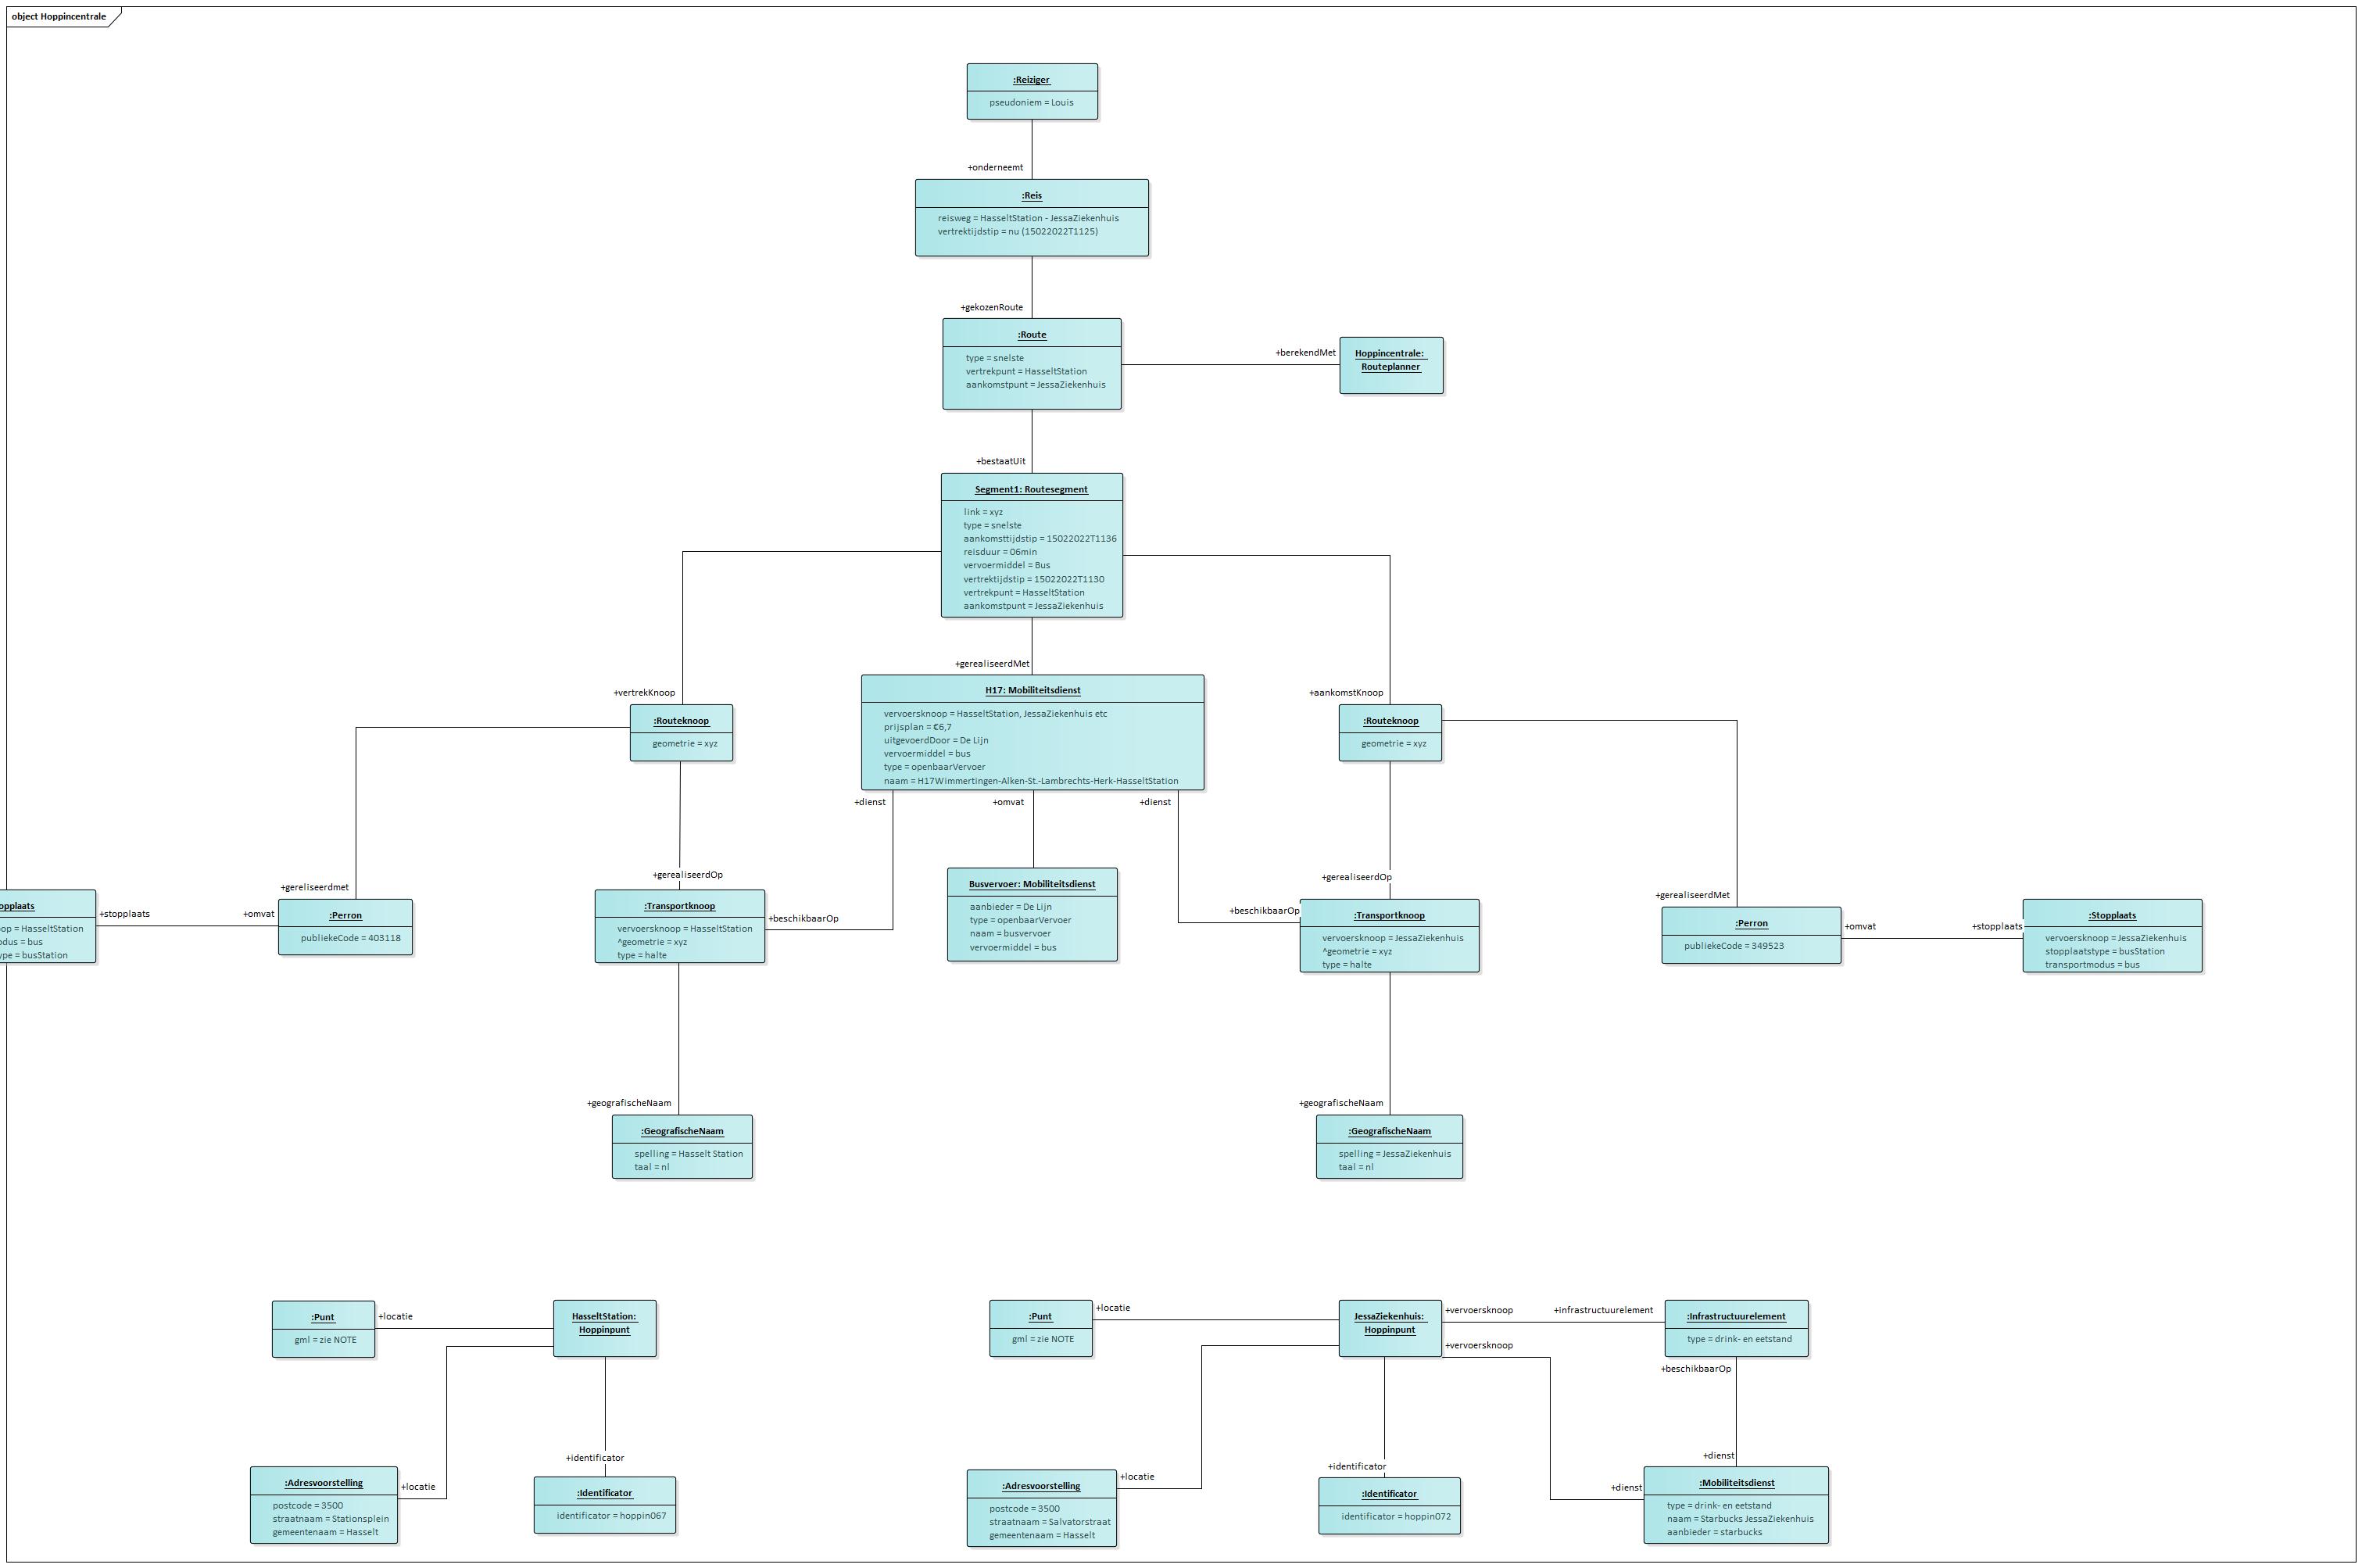 object Hoppincentrale
:Reiziger
pseudoniem = Louis
+onderneemt
:Reis
reisweg = HasseltStation - JessaZiekenhuis
vertrektijdstip = nu (15022022T1125)
+gekozenRoute
:Route
type = snelste
vertrekpunt = HasseltStation
aankomstpunt = JessaZiekenhuis
+berekendMet
Hoppincentrale:
Routeplanner
+bestaatUit
Segment1: Routesegment
link = xyz
type = snelste
aankomsttijdstip = 15022022T1136
reisduur = 06min
vervoermiddel = Bus
vertrektijdstip = 15022022T1130
vertrekpunt = HasseltStation
aankomstpunt = JessaZiekenhuis
+gerealiseerdMet
+vertrekKnoop
+aankomstKnoop
:Routeknoop
geometrie = xyz
H17: Mobiliteitsdienst
vervoersknoop = HasseltStation, JessaZiekenhuis etc
prijsplan = €6,7
uitgevoerdDoor = De Lijn
vervoermiddel = bus
type = openbaarVervoer
naam = H17Wimmertingen-Alken-St.-Lambrechts-Herk-HasseltStation
:Routeknoop
geometrie = xyz
+dienst
+omvat
+dienst
+gereliseerdmet
+gerealiseerdOp
+gerealiseerdOp
+gerealiseerdMet
opplaats
oop = HasseltStation
odus = bus
ype = busStation
+stopplaats
+omvat
:Perron
publiekeCode = 403118
:Transportknoop
vervoersknoop = HasseltStation
^geometrie = xyz
type = halte
+beschikbaarOp
Busvervoer: Mobiliteitsdienst
aanbieder = De Lijn
type = openbaarVervoer
naam = busvervoer
vervoermiddel = bus
+beschikbaarOp
:Transportknoop
vervoersknoop = JessaZiekenhuis
^geometrie = xyz
type = halte
:Perron
publiekeCode = 349523
+omvat
+stopplaats
:Stopplaats
vervoersknoop = JessaZiekenhuis
stopplaatstype = busStation
transportmodus = bus
+geografischeNaam
:GeografischeNaam
spelling = Hasselt Station
taal = nl
+geografischeNaam
:GeografischeNaam
spelling = JessaZiekenhuis
taal = nl
:Punt
gml = zie NOTE
+locatie
HasseltStation:
Hoppinpunt
:Punt
gml = zie NOTE
+locatie
JessaZiekenhuis:
Hoppinpunt
+vervoersknoop
+infrastructuurelement
+vervoersknoop
:Infrastructuurelement
type = drink- en eetstand
+beschikbaarOp
:Adresvoorstelling
postcode = 3500
straatnaam = Stationsplein
gemeentenaam = Hasselt
+locatie
+identificator
:Identificator
identificator = hoppin067
:Adresvoorstelling
postcode = 3500
straatnaam = Salvatorstraat
gemeentenaam = Hasselt
+locatie
+identificator
:Identificator
identificator = hoppin072
+dienst
+dienst
:Mobiliteitsdienst
type = drink- en eetstand
naam = Starbucks JessaZiekenhuis
aanbieder = starbucks